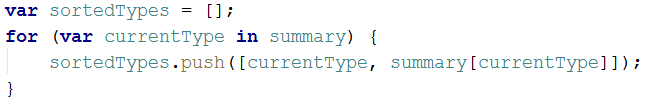 var sortedTypes = [];
for (var currentType in summary) {
    sortedTypes.push([currentType, summary[currentType]]);
}